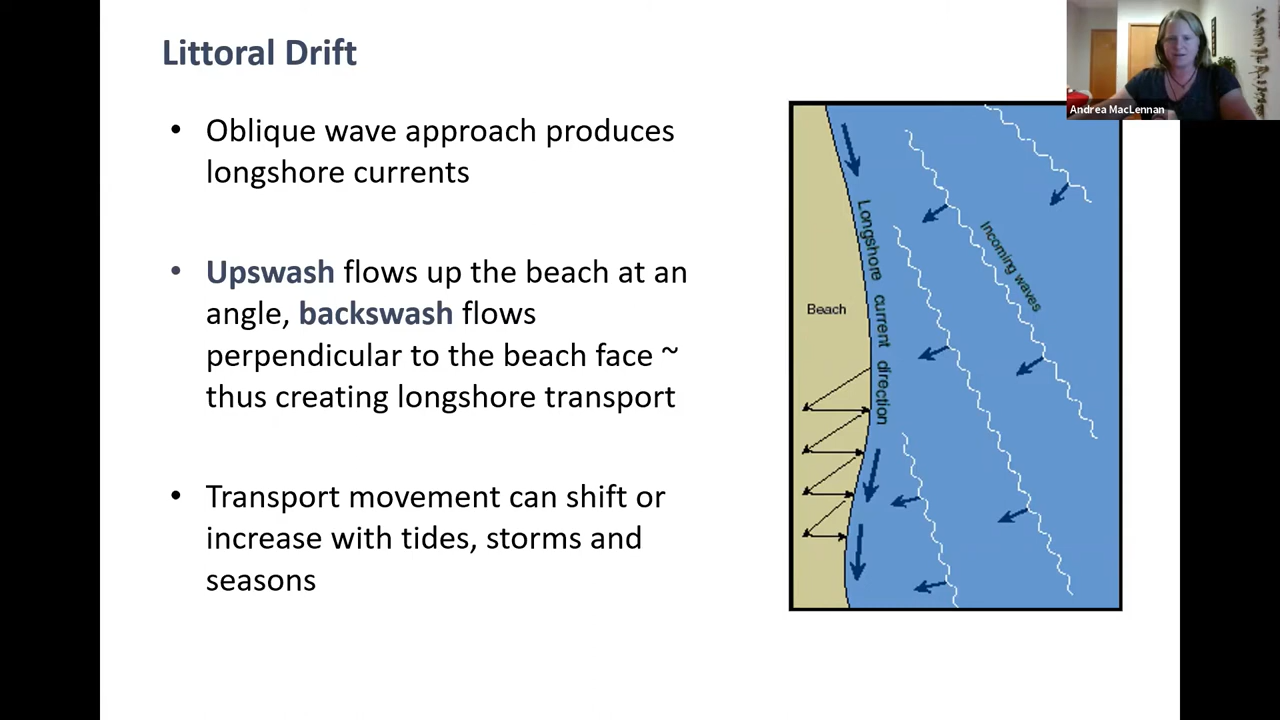 Littoral Drift
Andrea MacLennan
• Oblique wave approach produces
longshore currents
• Upswash flows up the beach at an
angle, backswash flows
perpendicular to the beach face ~
thus creating longshore transport
• Transport movement can shift or
increase with tides, storms and
seasons
Longshore current direction
Incoming waves
Beach